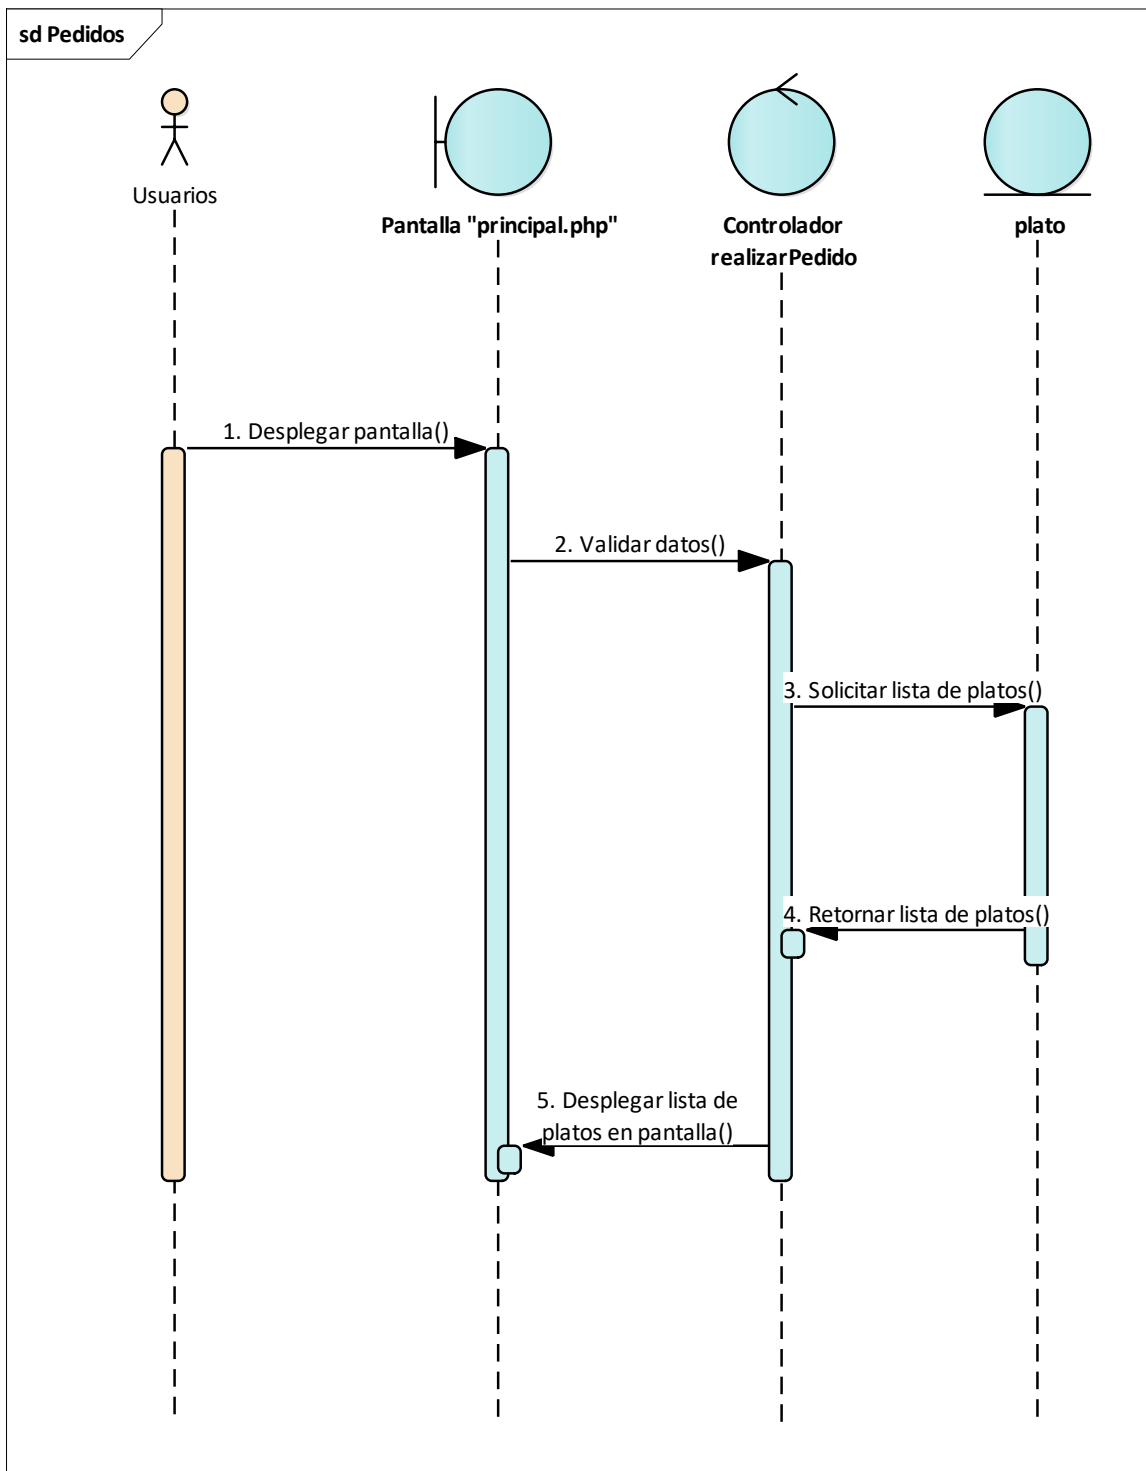 sd Pedidos
Usuarios
Pantalla "principal.php"
Controlador
realizarPedido
plato
1. Desplegar pantalla()
2. Validar datos()
3. Solicitar lista de platos()
4. Retornar lista de platos()
5. Desplegar lista de
platos en pantalla()